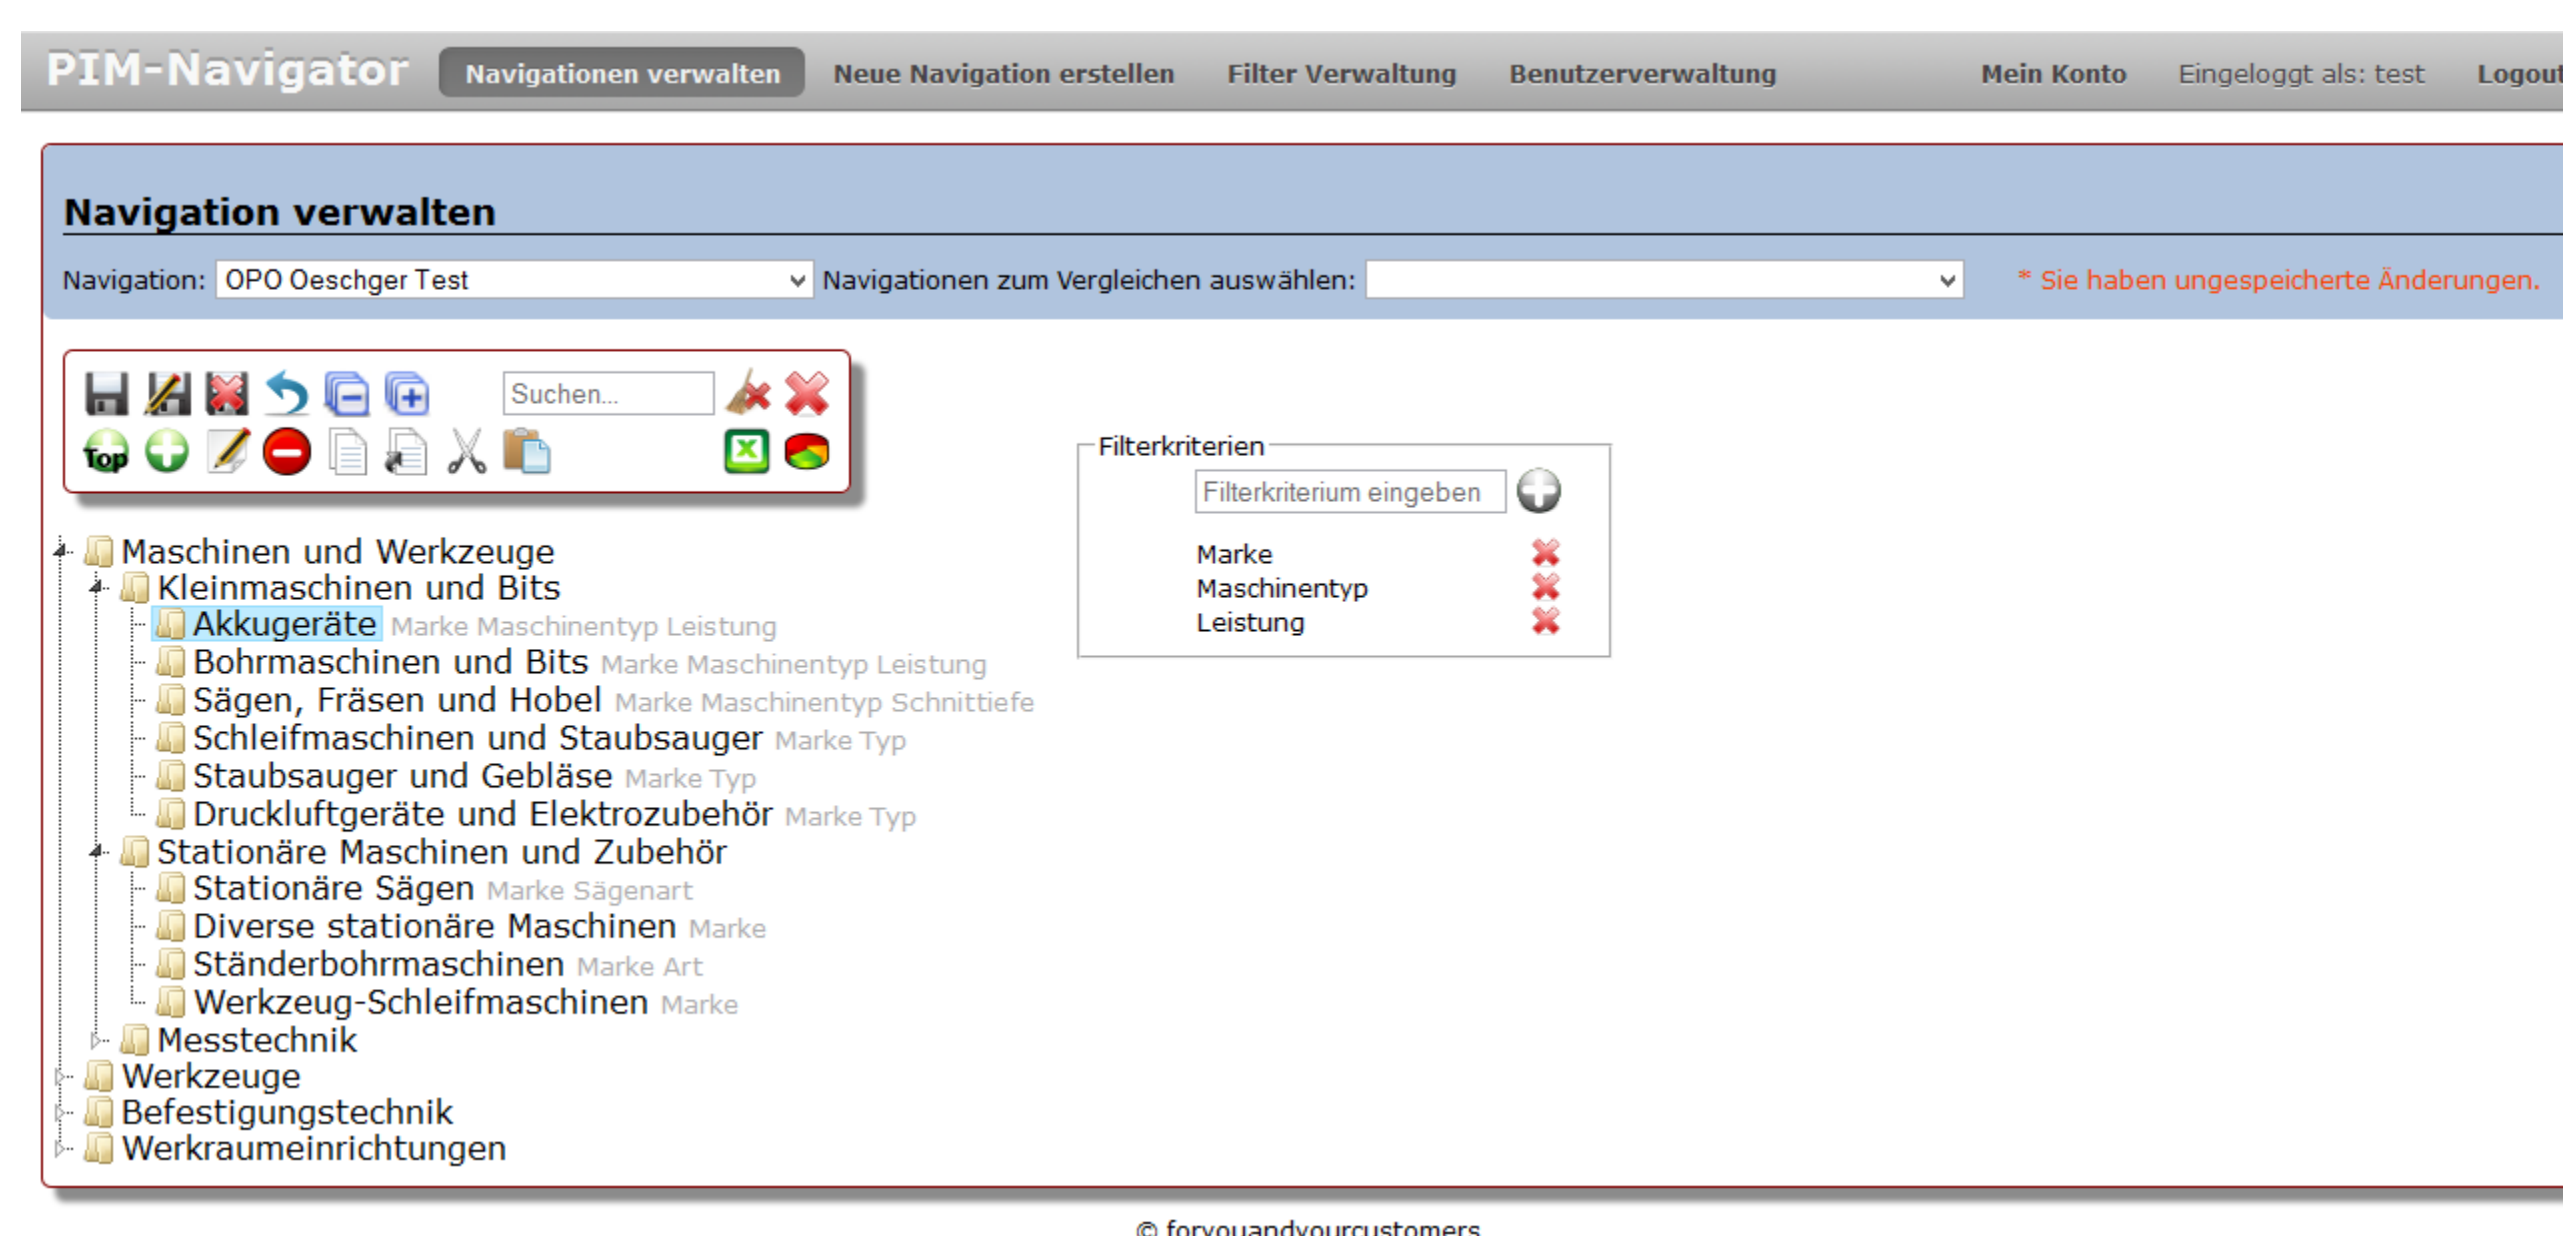 PIM-Navigator Navigationen verwalten Neue Navigation erstellen Filter Verwaltung Benutzerverwaltung Mein Konto Eingeloggt als: test Logout
Navigation verwalten
Navigation: OPO Oeschger Test Navigationen zum Vergleichen auswählen: * Sie haben ungespeicherte Änderungen.
Suchen...
Top
Filterkriterien
Filterkriterium eingeben
Marke
Maschinentyp
Leistung
Maschinen und Werkzeuge
Kleinmaschinen und Bits
Akkugeräte Marke Maschinentyp Leistung
Bohrmaschinen und Bits Marke Maschinentyp Leistung
Sägen, Fräsen und Hobel Marke Maschinentyp Schnittiefe
Schleifmaschinen und Staubsauger Marke Typ
Staubsauger und Gebläse Marke Typ
Druckluftgeräte und Elektrozubehör Marke Typ
Stationäre Maschinen und Zubehör
Stationäre Sägen Marke Sägenart
Diverse stationäre Maschinen Marke
Ständerbohrmaschinen Marke Art
Werkzeug-Schleifmaschinen Marke
Messtechnik
Werkzeuge
Befestigungstechnik
Werkraumeinrichtungen
© foryouandyourcustomers